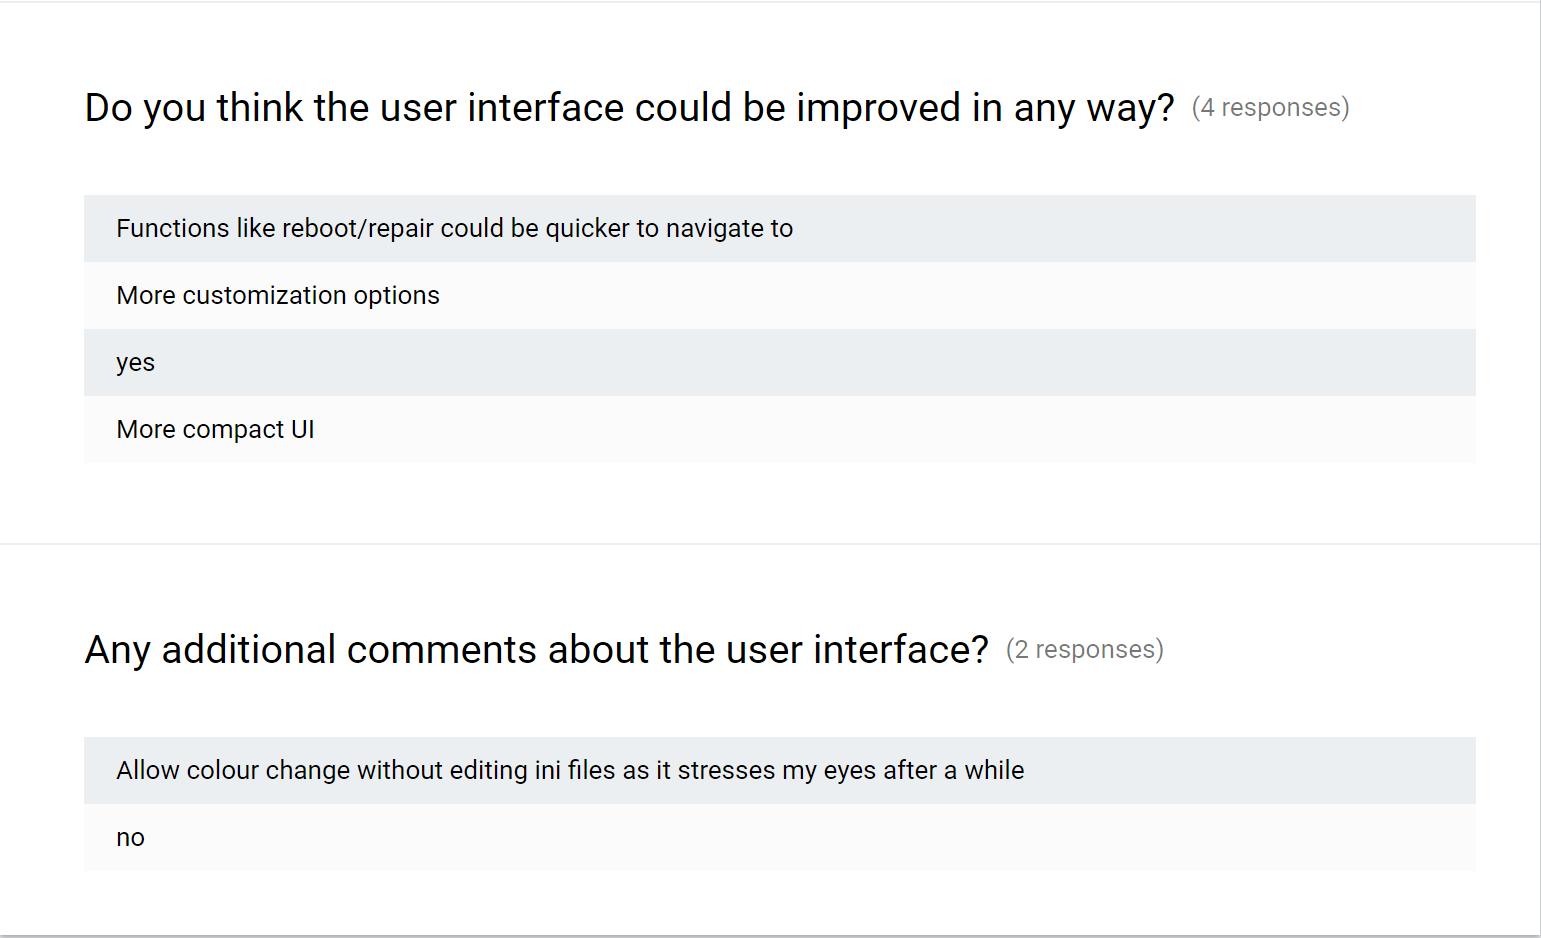 Do you think the user interface could be improved in any way? (4 responses)
Functions like reboot/repair could be quicker to navigate to
More customization options
yes
More compact UI
Any additional comments about the user interface? (2 responses)
Allow colour change without editing ini files as it stresses my eyes after a while
no